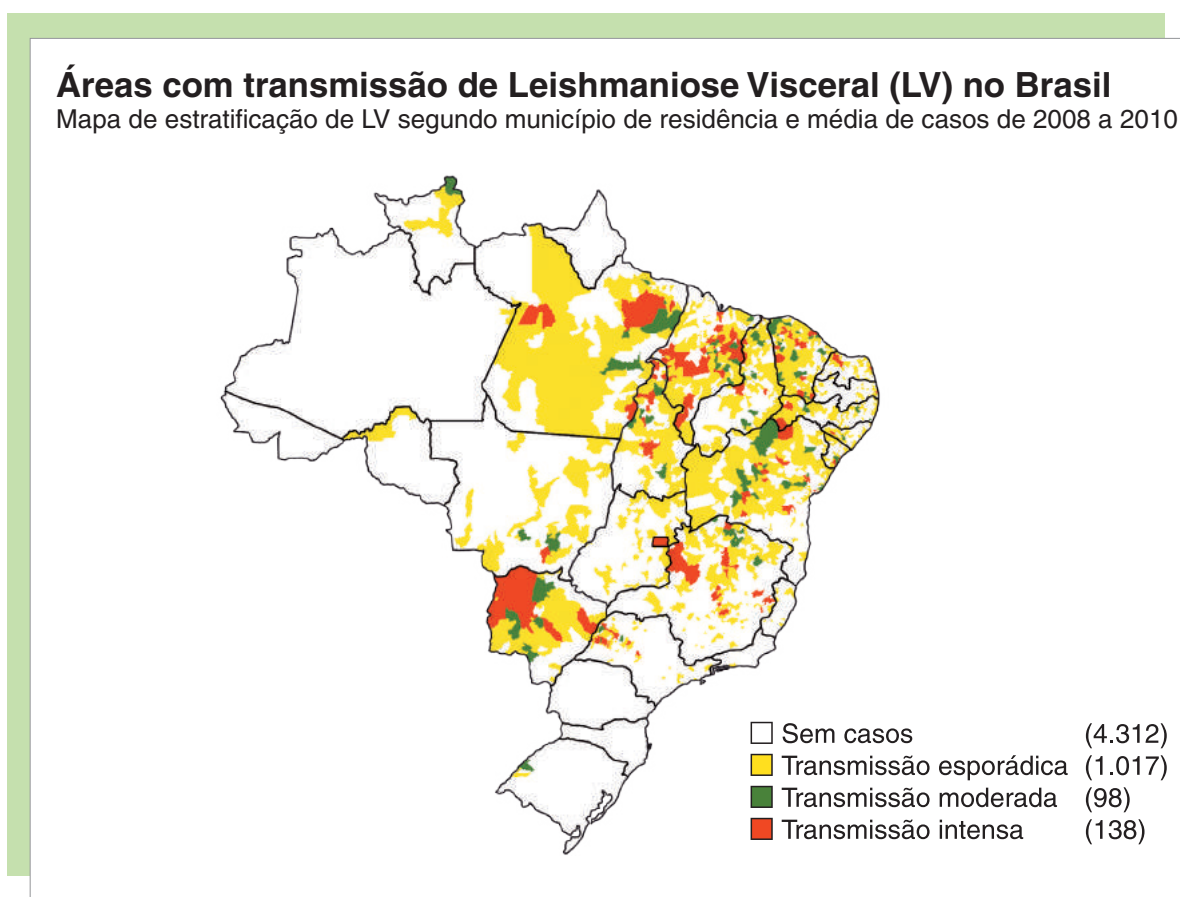 Áreas com transmissão de Leishmaniose Visceral (LV) no Brasil
Mapa de estratificação de LV segundo município de residência e média de casos de 2008 a 2010
Sem casos (4.312)
Transmissão esporádica (1.017)
Transmissão moderada (98)
Transmissão intensa (138)